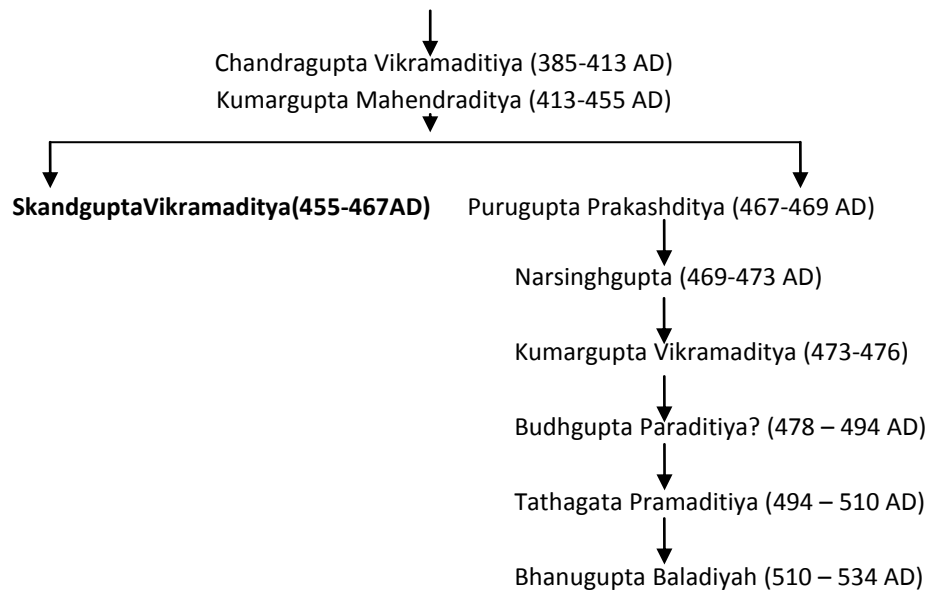 Chandragupta Vikramaditiya (385-413 AD)
Kumargupta Mahendraditya (413-455 AD)
SkandguptaVikramaditya(455-467AD) Purugupta Prakashditya (467-469 AD)
Narsinghgupta (469-473 AD)
Kumargupta Vikramaditya (473-476)
Budhgupta Paraditiya? (478 – 494 AD)
Tathagata Pramaditiya (494 – 510 AD)
Bhanugupta Baladiyah (510 – 534 AD)